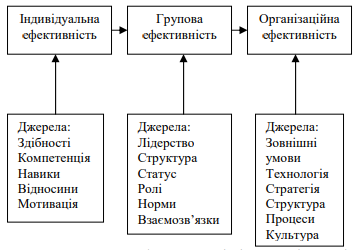 Індивідуальна
ефективність
Групова
ефективність
Організаційна
ефективність
Джерела:
Здібності
Компетенція
Навики
Відносини
Мотивація
Джерела:
Лідерство
Структура
Статус
Ролі
Норми
Взаємозв’язки
Джерела:
Зовнішні
умови
Технологія
Стратегія
Структура
Процеси
Культура